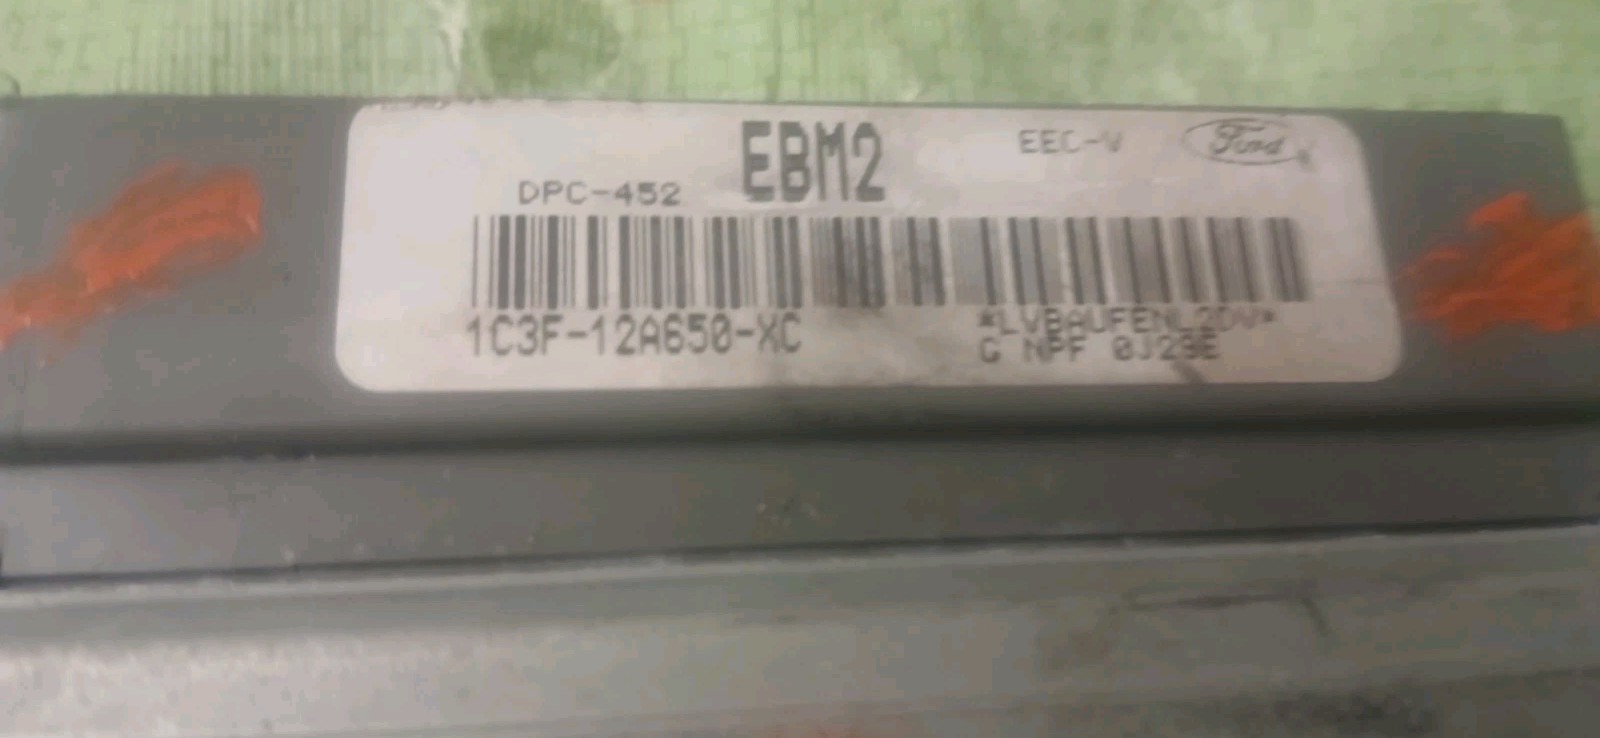 EBM2
EEC-V
Ford
DPC-452
1C3F-12A650-XC
*LVBAUFENL2DV*
C NPF 0J29E